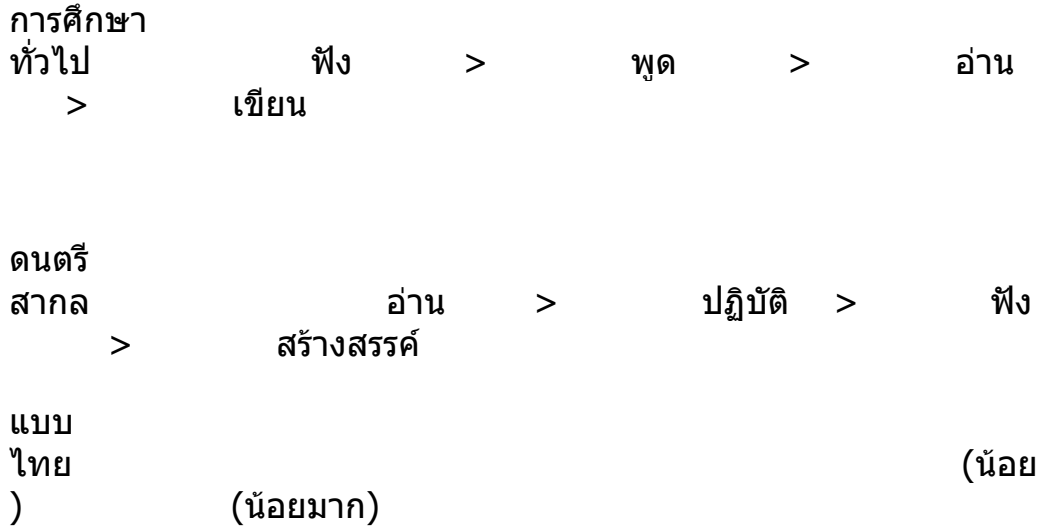 การศึกษา
ทั่วไป ฟัง > พูด > อ่าน
> เขียน
ดนตรี
สากล อ่าน > ปฏิบัติ > ฟัง
> สร้างสรรค์
แบบ
ไทย (น้อย
) (น้อยมาก)